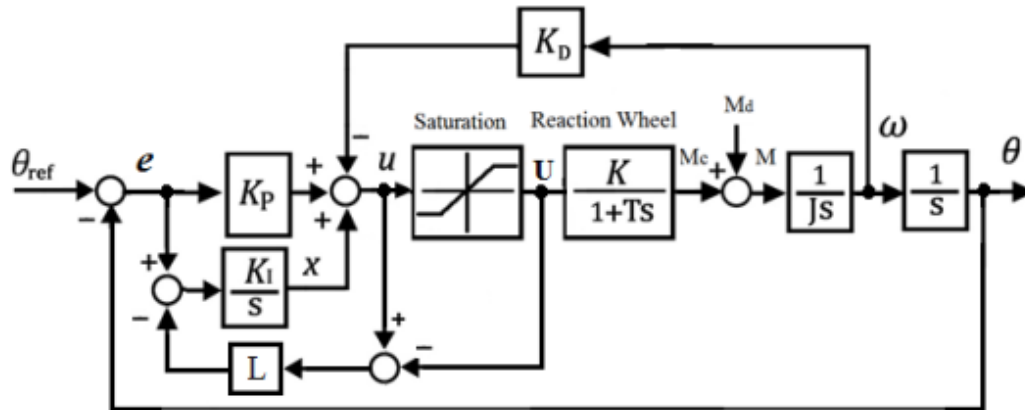 K_D
Saturation
Reaction Wheel
M_d
θ_ref
e
K_P
u
U
K
1+Ts
M_c
M
1
Js
ω
1
s
θ
K_I
s
x
L
+
−
+
+
−
+
−
+
−
−
+